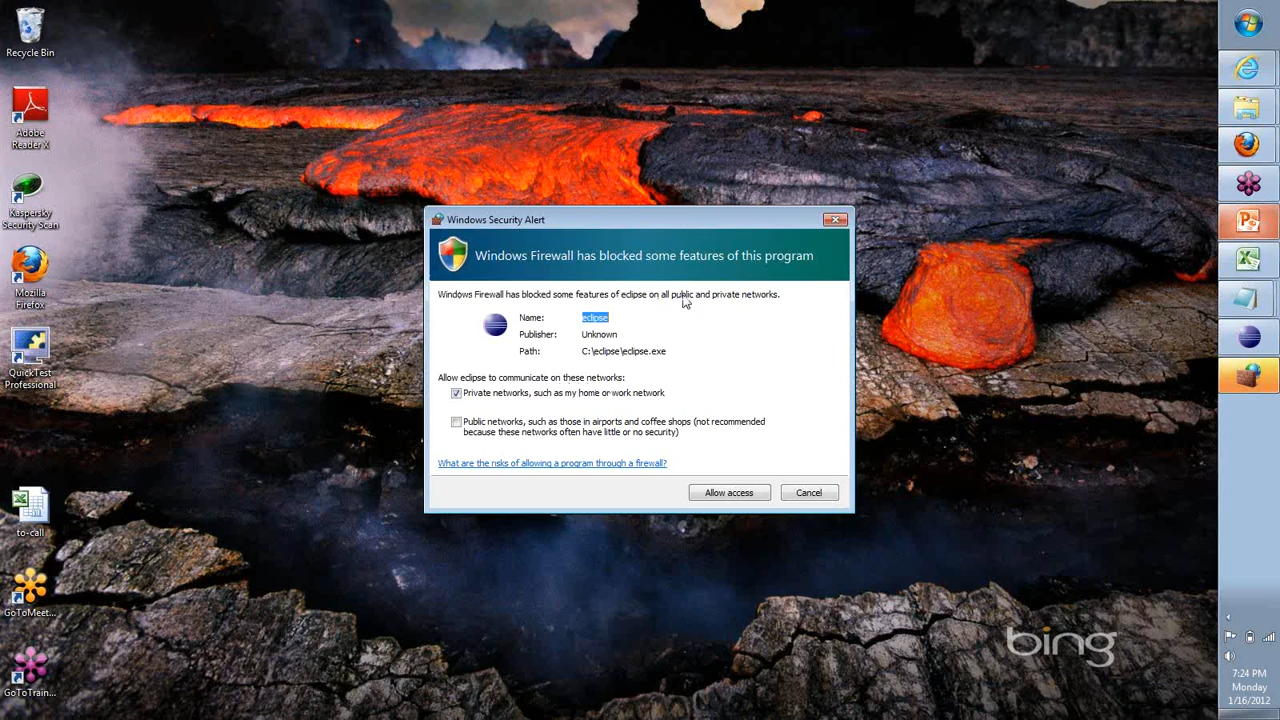 Recycle Bin
Adobe
Reader X
Kaspersky
Security Scan
Mozilla
Firefox
QuickTest
Professional
to-call
GoToMeet...
GoToTrain...
Windows Security Alert
Windows Firewall has blocked some features of this program
Windows Firewall has blocked some features of eclipse on all public and private networks.
Name: eclipse
Publisher: Unknown
Path: C:\eclipse\eclipse.exe
Allow eclipse to communicate on these networks:
Private networks, such as my home or work network
Public networks, such as those in airports and coffee shops (not recommended
because these networks often have little or no security)
What are the risks of allowing a program through a firewall?
Allow access
Cancel
bing
7:24 PM
Monday
1/16/2012